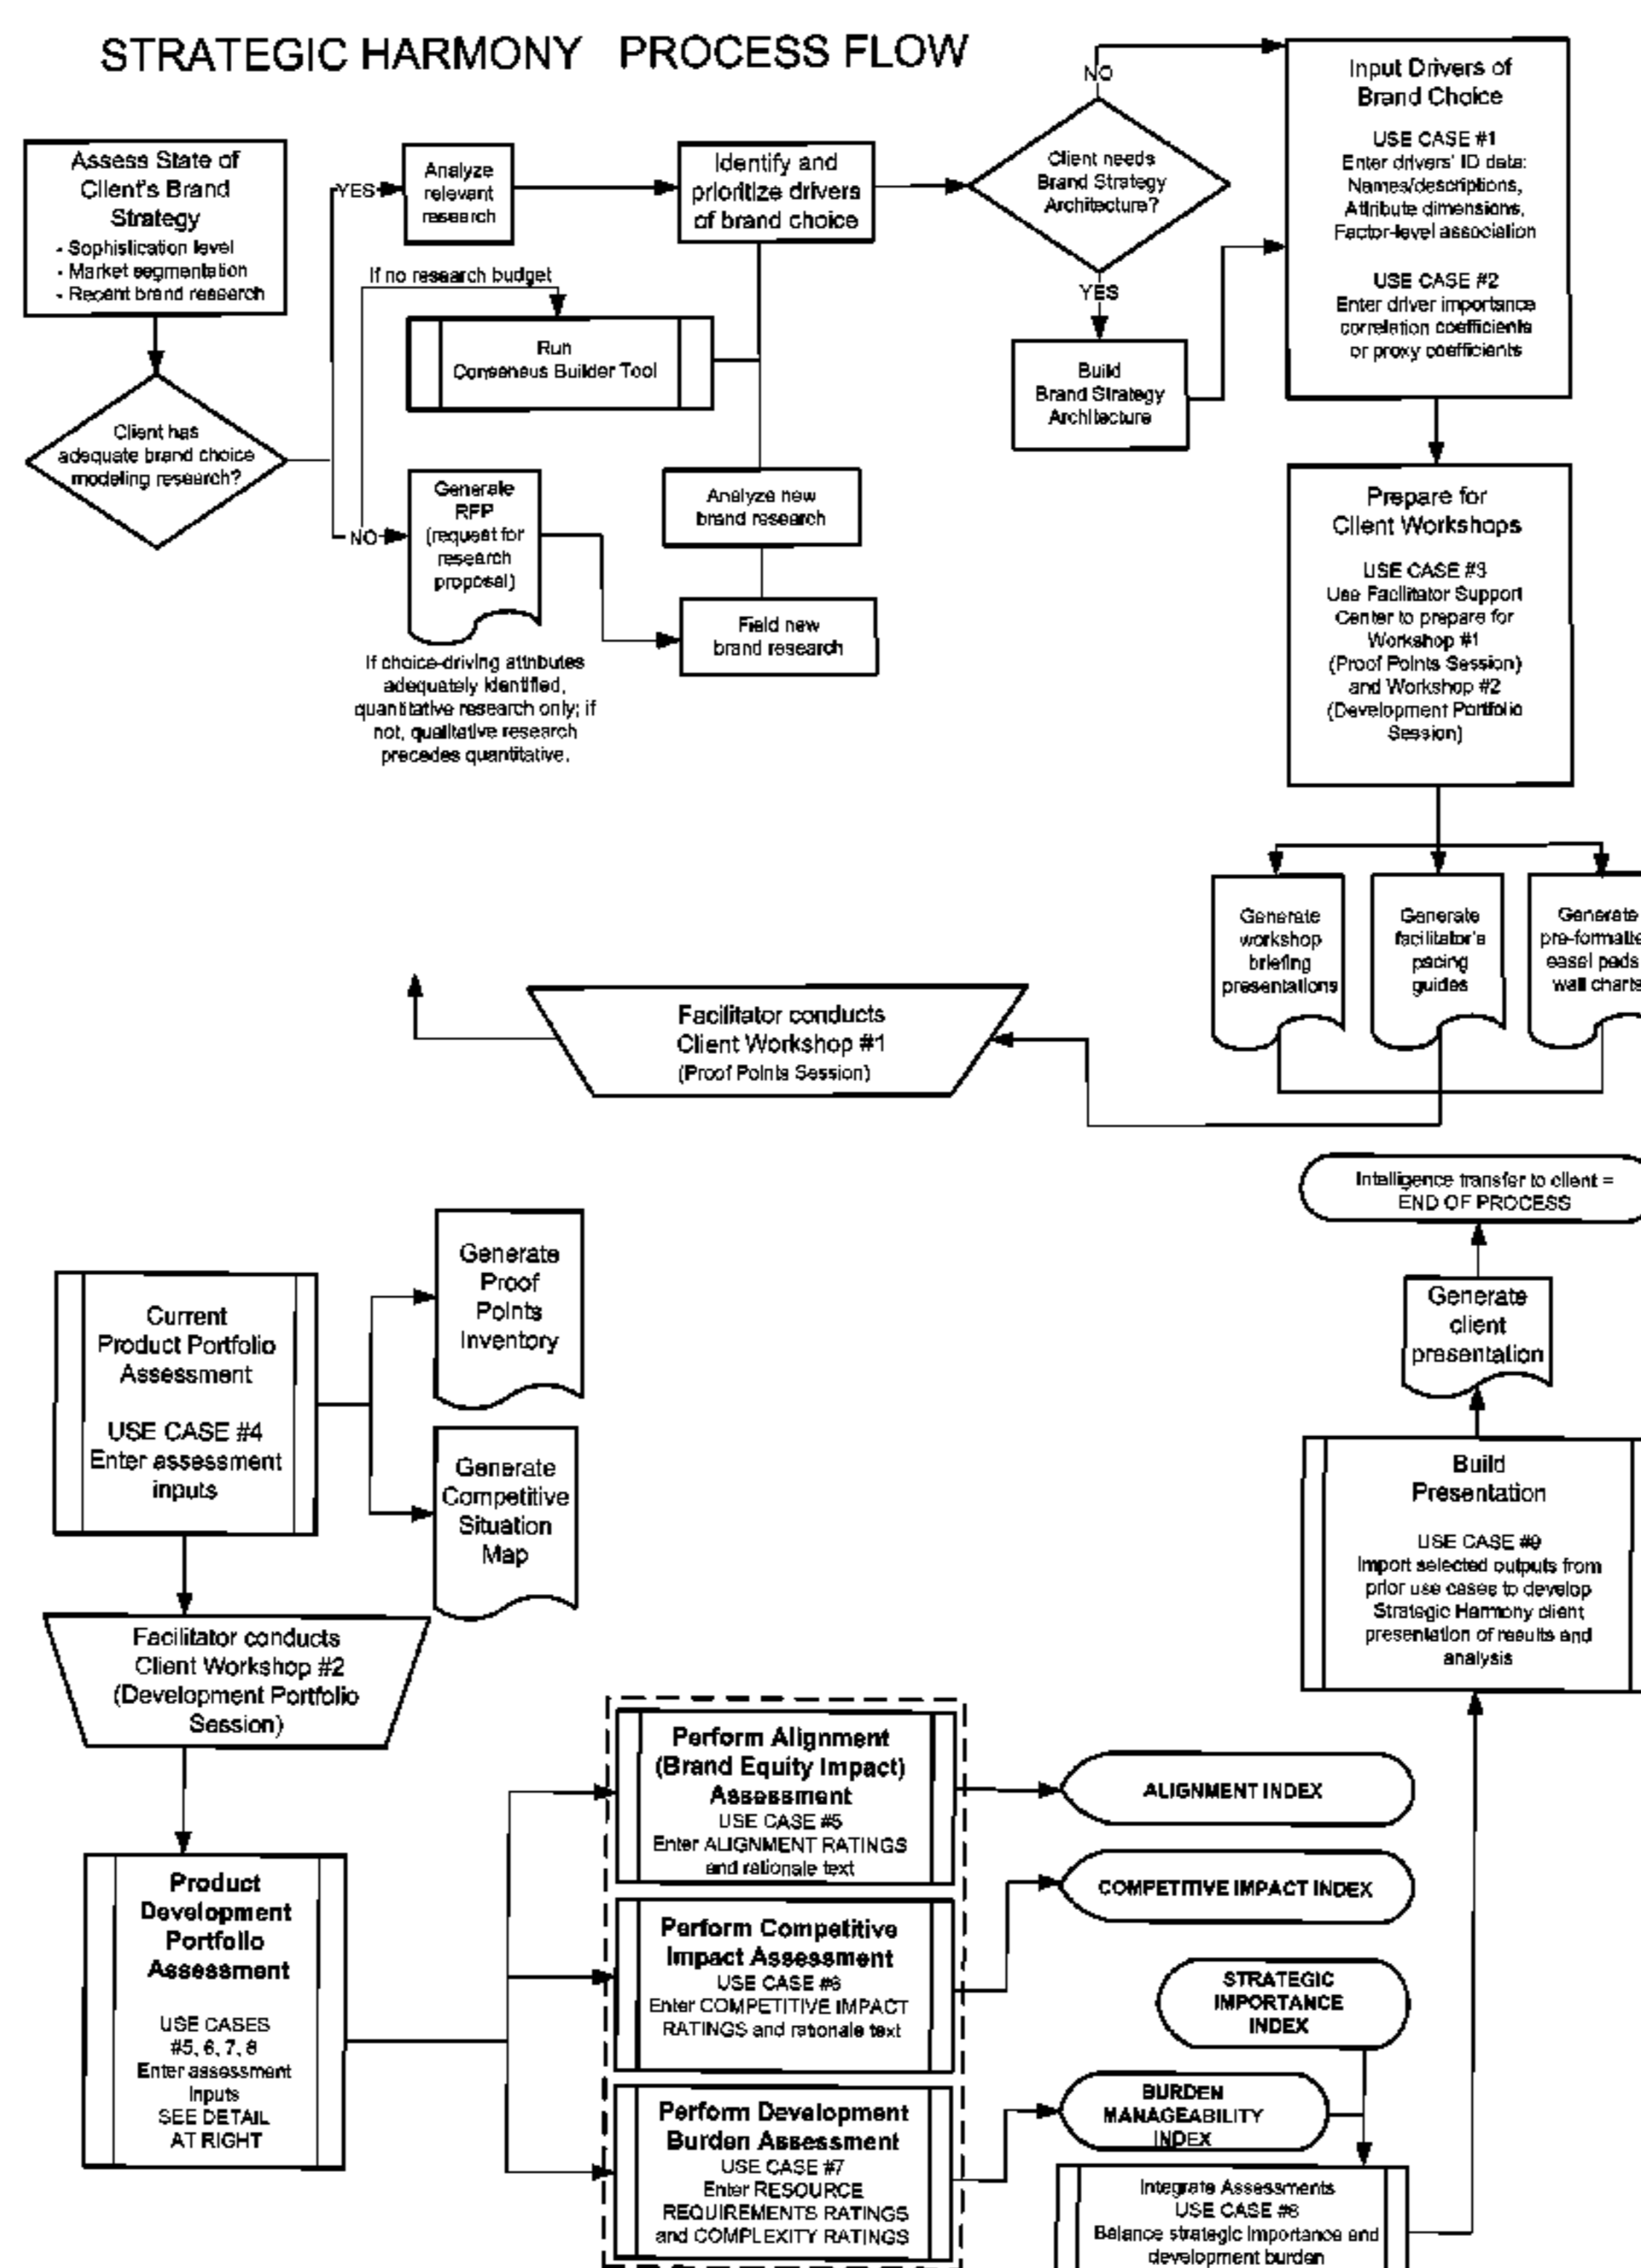 STRATEGIC HARMONY PROCESS FLOW
Assess State of
Client's Brand
Strategy
- Sophistication level
- Market segmentation
- Recent brand research
Client has
adequate brand choice
modeling research?
YES
Analyze
relevant
research
If no research budget
Run
Consensus Builder Tool
NO
Generate
RFP
(request for
research
proposal)
If choice-driving attributes
adequately identified,
quantitative research only; if
not, qualitative research
precedes quantitative.
Identify and
prioritize drivers
of brand choice
Analyze new
brand research
Field new
brand research
NO
Client needs
Brand Strategy
Architecture?
YES
Build
Brand Strategy
Architecture
Input Drivers of
Brand Choice
USE CASE #1
Enter drivers' ID data:
Names/descriptions,
Attribute dimensions,
Factor-level association
USE CASE #2
Enter driver importance
correlation coefficients
or proxy coefficients
Prepare for
Client Workshops
USE CASE #3
Use Facilitator Support
Center to prepare for
Workshop #1
(Proof Points Session)
and Workshop #2
(Development Portfolio
Session)
Generate
workshop
briefing
presentations
Generate
facilitator's
pacing
guides
Generate
pre-formatte
easel pads
wall charts
Facilitator conducts
Client Workshop #1
(Proof Points Session)
Current
Product Portfolio
Assessment
USE CASE #4
Enter assessment
inputs
Generate
Proof
Points
Inventory
Generate
Competitive
Situation
Map
Facilitator conducts
Client Workshop #2
(Development Portfolio
Session)
Product
Development
Portfolio
Assessment
USE CASES
#5, 6, 7, 8
Enter assessment
Inputs
SEE DETAIL
AT RIGHT
Perform Alignment
(Brand Equity Impact)
Assessment
USE CASE #5
Enter ALIGNMENT RATINGS
and rationale text
Perform Competitive
Impact Assessment
USE CASE #6
Enter COMPETITIVE IMPACT
RATINGS and rationale text
Perform Development
Burden Assessment
USE CASE #7
Enter RESOURCE
REQUIREMENTS RATINGS
and COMPLEXITY RATINGS
ALIGNMENT INDEX
COMPETITIVE IMPACT INDEX
STRATEGIC
IMPORTANCE
INDEX
BURDEN
MANAGEABILITY
INDEX
Integrate Assessments
USE CASE #8
Balance strategic importance and
development burden
Build
Presentation
USE CASE #9
Import selected outputs from
prior use cases to develop
Strategic Harmony client
presentation of results and
analysis
Generate
client
presentation
Intelligence transfer to client =
END OF PROCESS